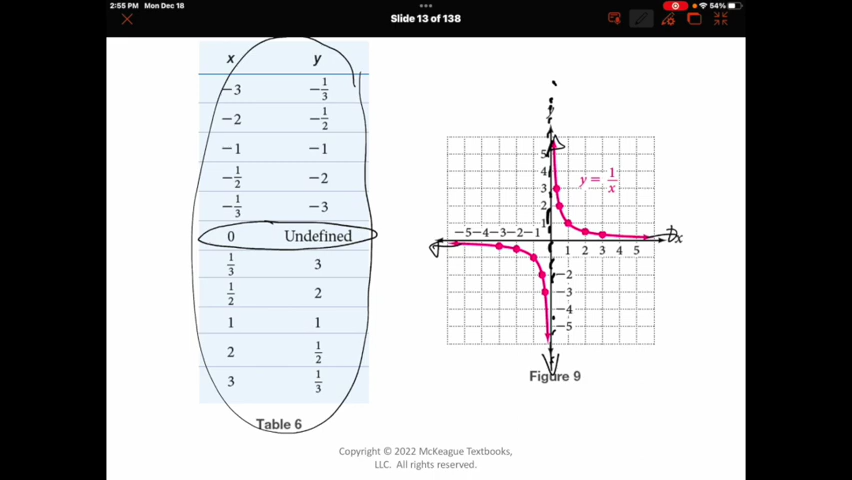 2:55 PM Mon Dec 18
54%
Slide 13 of 138
x y
−3 −1/3
−2 −1/2
−1 −1
−1/2 −2
−1/3 −3
0 Undefined
1/3 3
1/2 2
1 1
2 1/2
3 1/3
Table 6
y
5
4
3
2
1
y = 1/x
−5 −4 −3 −2 −1
x
1 2 3 4 5
−2
−3
−5
Figure 9
Copyright © 2022 McKeague Textbooks,
LLC. All rights reserved.